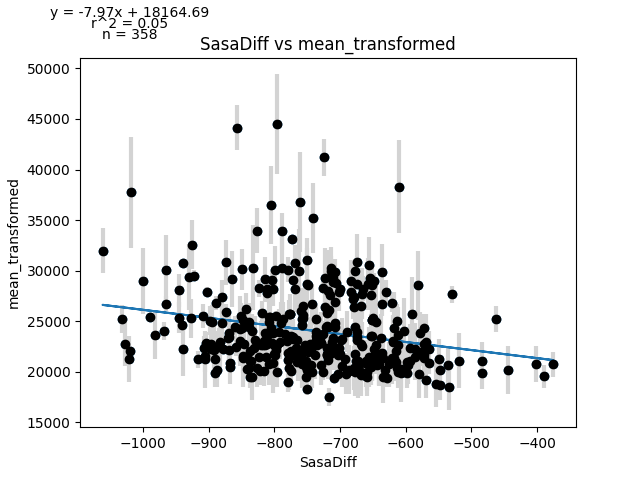 y = -7.97x + 18164.69
r^2 = 0.05
n = 358
SasaDiff vs mean_transformed
50000
45000
40000
35000
30000
25000
20000
15000
mean_transformed
−1000
−900
−800
−700
−600
−500
−400
SasaDiff